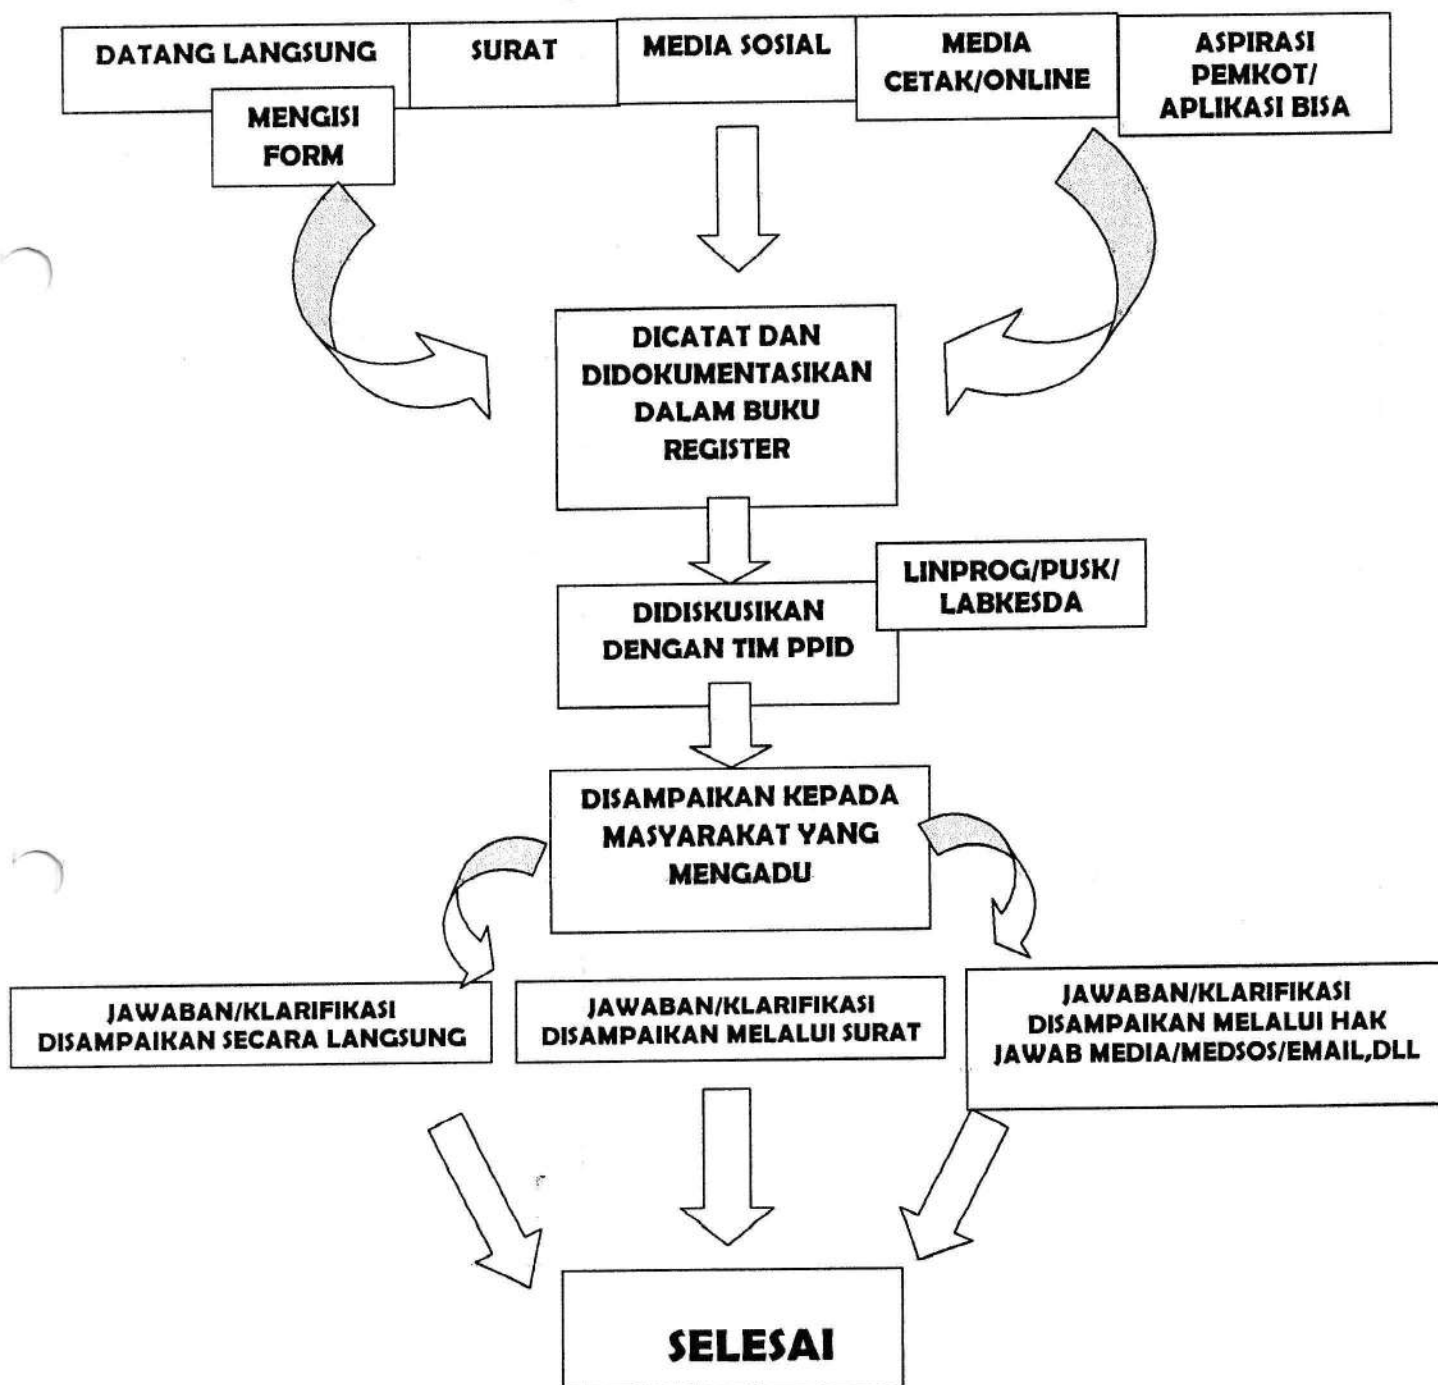 DATANG LANGSUNG
SURAT
MEDIA SOSIAL
MEDIA
CETAK/ONLINE
ASPIRASI
PEMKOT/
APLIKASI BISA
MENGISI
FORM
DICATAT DAN
DIDOKUMENTASIKAN
DALAM BUKU
REGISTER
LINPROG/PUSK/
LABKESDA
DIDISKUSIKAN
DENGAN TIM PPID
DISAMPAIKAN KEPADA
MASYARAKAT YANG
MENGADU
JAWABAN/KLARIFIKASI
DISAMPAIKAN SECARA LANGSUNG
JAWABAN/KLARIFIKASI
DISAMPAIKAN MELALUI SURAT
JAWABAN/KLARIFIKASI
DISAMPAIKAN MELALUI HAK
JAWAB MEDIA/MEDSOS/EMAIL,DLL
SELESAI